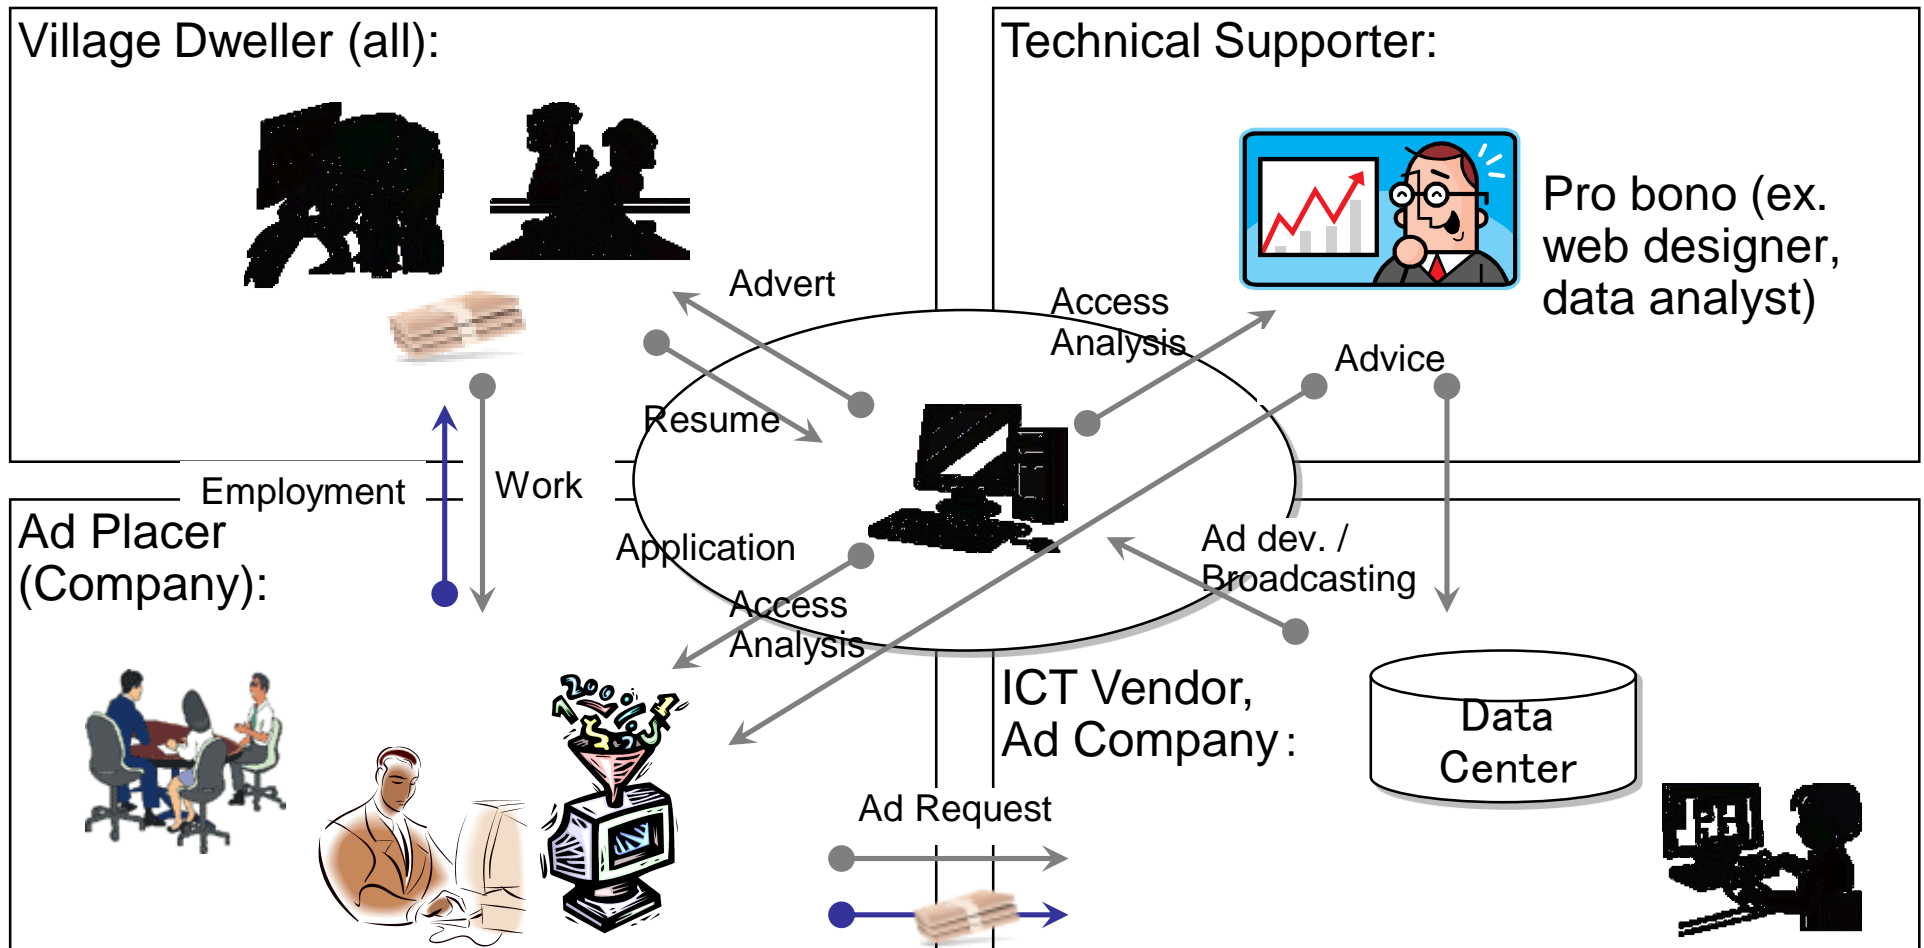 Village Dweller (all):
Technical Supporter:
Pro bono (ex.
web designer,
data analyst)
Advert
Access
Analysis
Advice
Resume
Employment
Work
Ad Placer
(Company):
Application
Access
Analysis
Ad dev. /
Broadcasting
ICT Vendor,
Ad Company:
Data
Center
Ad Request